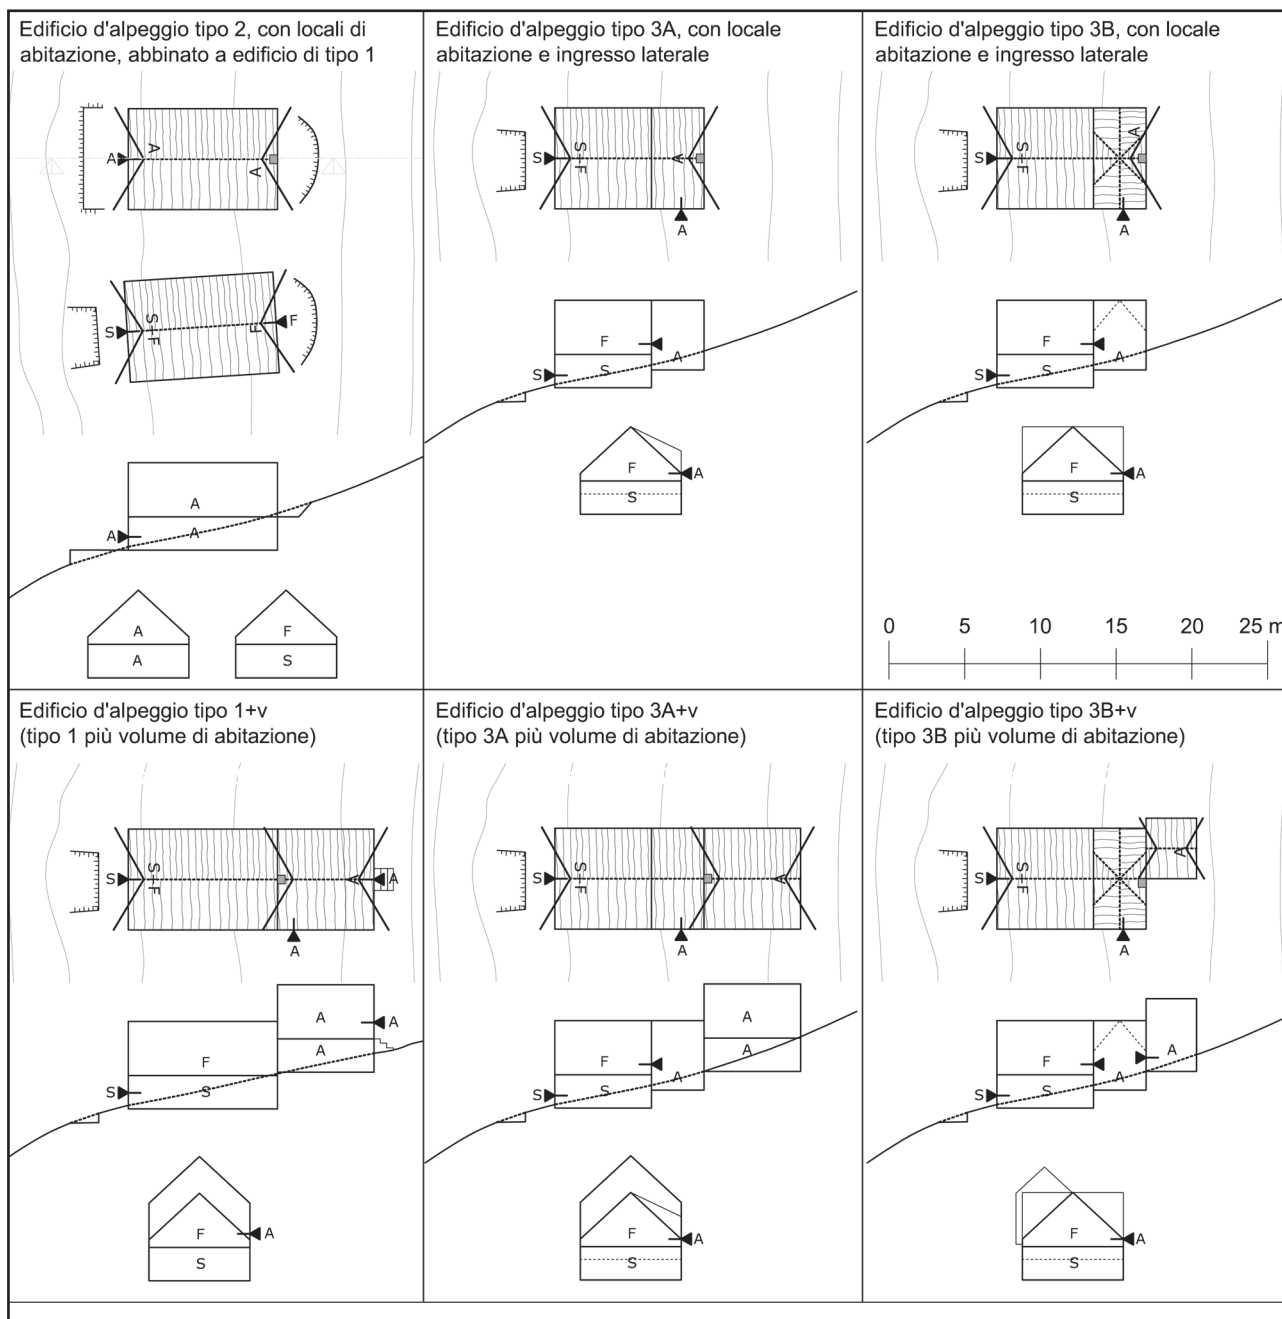 Edificio d'alpeggio tipo 2, con locali di
abitazione, abbinato a edificio di tipo 1
A
A
A
S
S-F
F
F
A
A
A
A
A
F
S
Edificio d'alpeggio tipo 3A, con locale
abitazione e ingresso laterale
S
S-F
A
A
F
S
S
A
F
S
A
Edificio d'alpeggio tipo 3B, con locale
abitazione e ingresso laterale
S
S-F
A
A
F
S
S
A
F
S
A
0 5 10 15 20 25 m
Edificio d'alpeggio tipo 1+v
(tipo 1 più volume di abitazione)
S
S-F
A
A
A
A
A
F
A
S
S
F
S
A
Edificio d'alpeggio tipo 3A+v
(tipo 3A più volume di abitazione)
S
S-F
A
A
A
F
A
S
S
A
F
S
A
Edificio d'alpeggio tipo 3B+v
(tipo 3B più volume di abitazione)
S
S-F
A
A
F
A
S
S
A
F
S
A